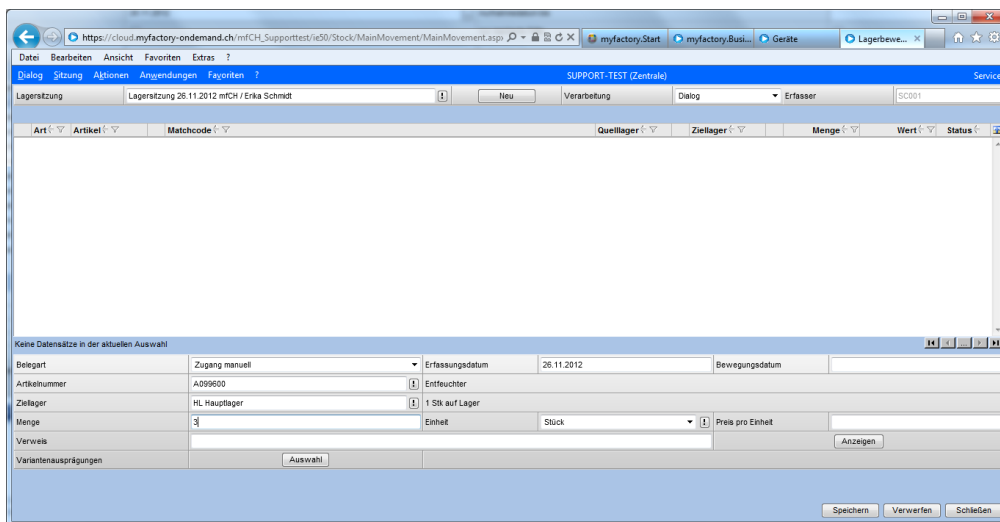 https://cloud.myfactory-ondemand.ch/mfCH_Supporttest/ie50/Stock/MainMovement/MainMovement.asp myfactory.Start myfactory.Busi... Geräte Lagerbewe...
Datei Bearbeiten Ansicht Favoriten Extras ?
Dialog Sitzung Aktionen Anwendungen Favoriten ? SUPPORT-TEST (Zentrale) Service
Lagersitzung Lagersitzung 26.11.2012 mfCH / Erika Schmidt Neu Verarbeitung Dialog Erfasser SC001
Art Artikel Matchcode Quelllager Ziellager Menge Wert Status
Keine Datensätze in der aktuellen Auswahl
Belegart Zugang manuell Erfassungsdatum 26.11.2012 Bewegungsdatum
Artikelnummer A099600 Entfeuchter
Ziellager HL Hauptlager 1 Stk auf Lager
Menge 3 Einheit Stück Preis pro Einheit
Verweis Anzeigen
Variantenausprägungen Auswahl
Speichern Verwerfen Schließen